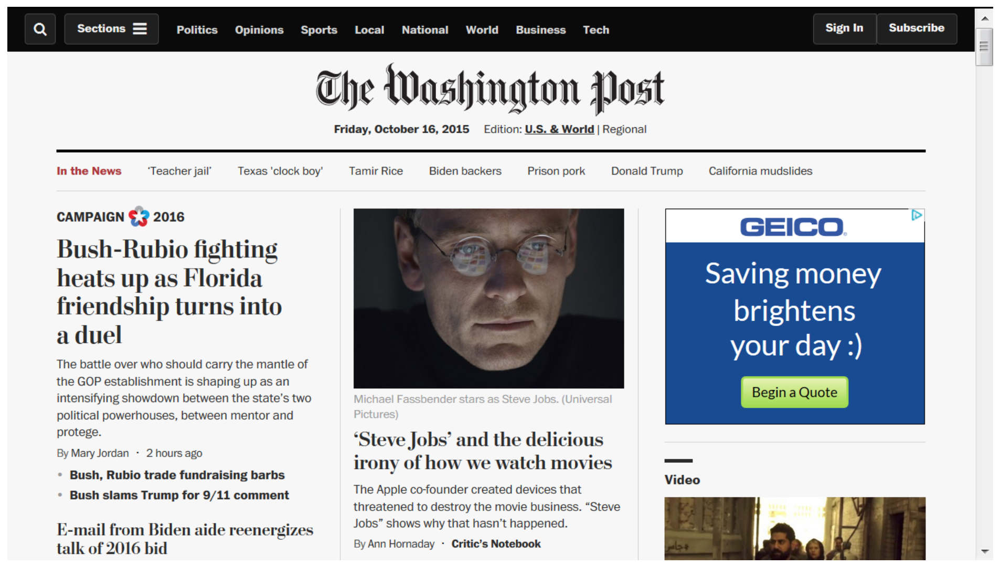 Sections
Politics
Opinions
Sports
Local
National
World
Business
Tech
Sign In
Subscribe
The Washington Post
Friday, October 16, 2015 Edition: U.S. & World | Regional
In the News
‘Teacher jail’
Texas 'clock boy'
Tamir Rice
Biden backers
Prison pork
Donald Trump
California mudslides
CAMPAIGN 2016
Bush-Rubio fighting
heats up as Florida
friendship turns into
a duel
The battle over who should carry the mantle of
the GOP establishment is shaping up as an
intensifying showdown between the state’s two
political powerhouses, between mentor and
protege.
By Mary Jordan · 2 hours ago
• Bush, Rubio trade fundraising barbs
• Bush slams Trump for 9/11 comment
E-mail from Biden aide reenergizes
talk of 2016 bid
Michael Fassbender stars as Steve Jobs. (Universal
Pictures)
‘Steve Jobs’ and the delicious
irony of how we watch movies
The Apple co-founder created devices that
threatened to destroy the movie business. “Steve
Jobs” shows why that hasn’t happened.
By Ann Hornaday · Critic’s Notebook
GEICO®
Saving money
brightens
your day :)
Begin a Quote
Video